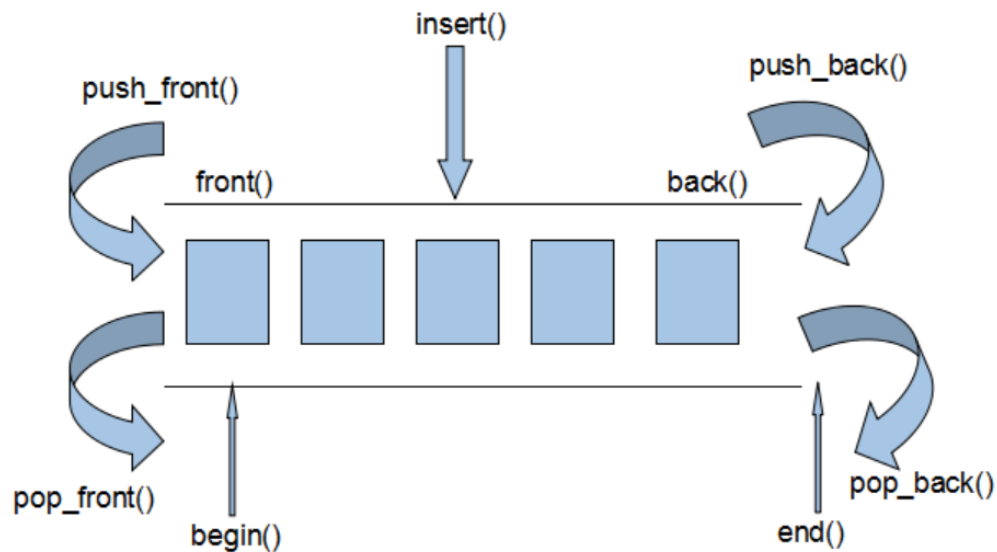 insert()
push_front()
push_back()
front()
back()
pop_front()
pop_back()
begin()
end()